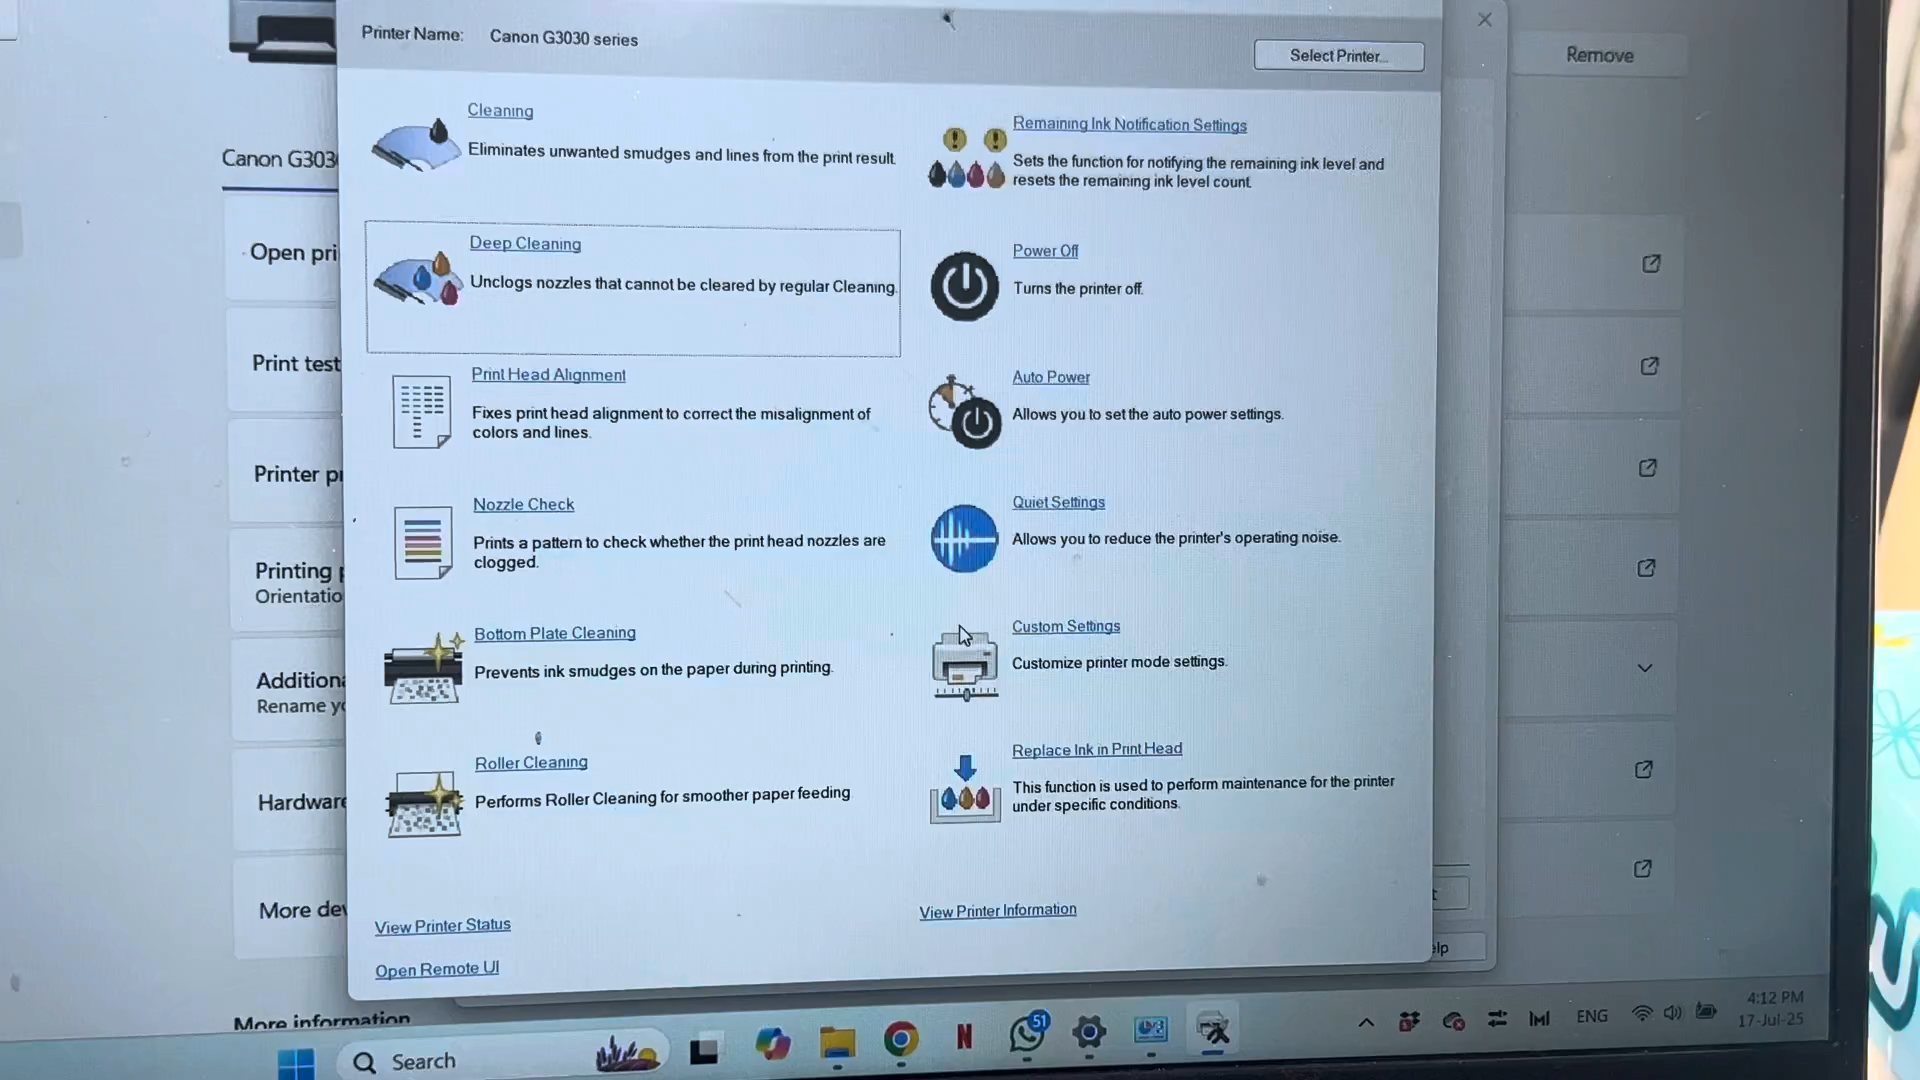 Printer Name: Canon G3030 series
Select Printer...
Remove
Cleaning
Eliminates unwanted smudges and lines from the print result.
Remaining Ink Notification Settings
Sets the function for notifying the remaining ink level and
resets the remaining ink level count.
Canon G303
Deep Cleaning
Unclogs nozzles that cannot be cleared by regular Cleaning.
Power Off
Turns the printer off.
Open pri
Print test
Print Head Alignment
Fixes print head alignment to correct the misalignment of
colors and lines.
Auto Power
Allows you to set the auto power settings.
Printer p
Nozzle Check
Prints a pattern to check whether the print head nozzles are
clogged.
Quiet Settings
Allows you to reduce the printer's operating noise.
Printing p
Orientatio
Bottom Plate Cleaning
Prevents ink smudges on the paper during printing.
Custom Settings
Customize printer mode settings.
Additiona
Rename yo
Roller Cleaning
Performs Roller Cleaning for smoother paper feeding
Replace Ink in Print Head
This function is used to perform maintenance for the printer
under specific conditions.
Hardware
More dev
View Printer Status
View Printer Information
elp
Open Remote UI
More information
Search
51
ENG
4:12 PM
17-Jul-25